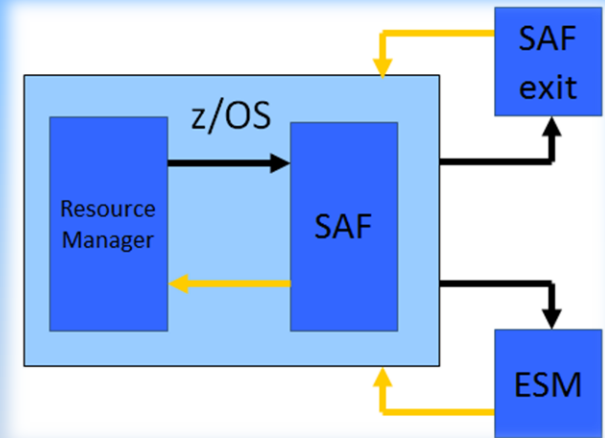 SAF
exit
z/OS
Resource
Manager
SAF
ESM